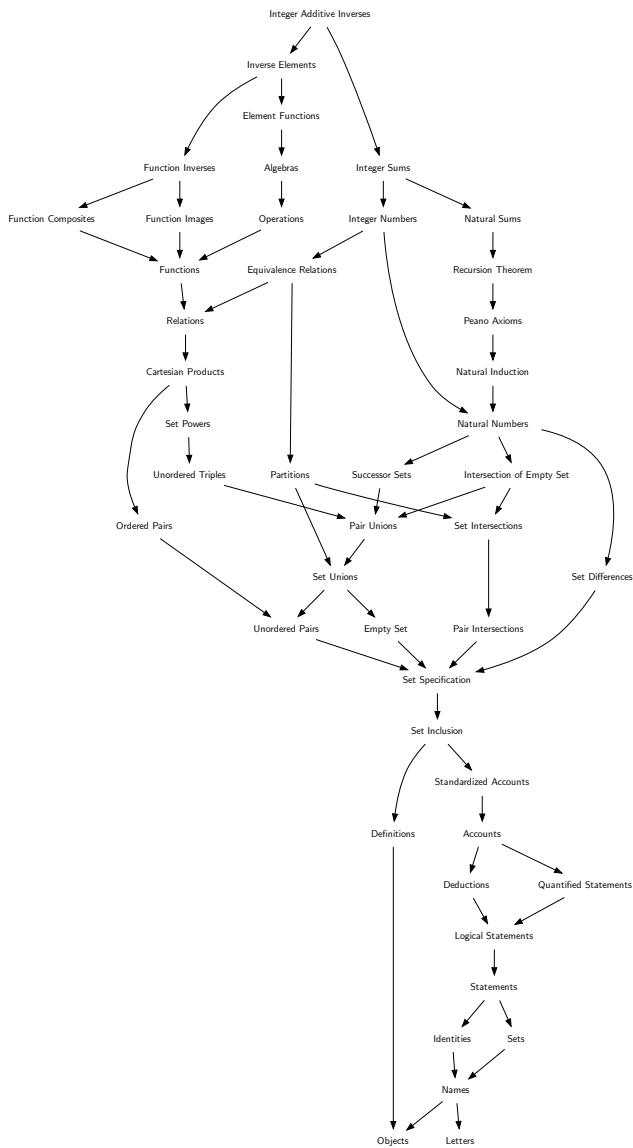 Integer Additive Inverses
Inverse Elements
Element Functions
Function Inverses
Algebras
Integer Sums
Function Composites
Function Images
Operations
Integer Numbers
Natural Sums
Functions
Equivalence Relations
Recursion Theorem
Relations
Peano Axioms
Cartesian Products
Natural Induction
Set Powers
Natural Numbers
Unordered Triples
Partitions
Successor Sets
Intersection of Empty Set
Ordered Pairs
Pair Unions
Set Intersections
Set Unions
Set Differences
Unordered Pairs
Empty Set
Pair Intersections
Set Specification
Set Inclusion
Standardized Accounts
Definitions
Accounts
Deductions
Quantified Statements
Logical Statements
Statements
Identities
Sets
Names
Objects
Letters